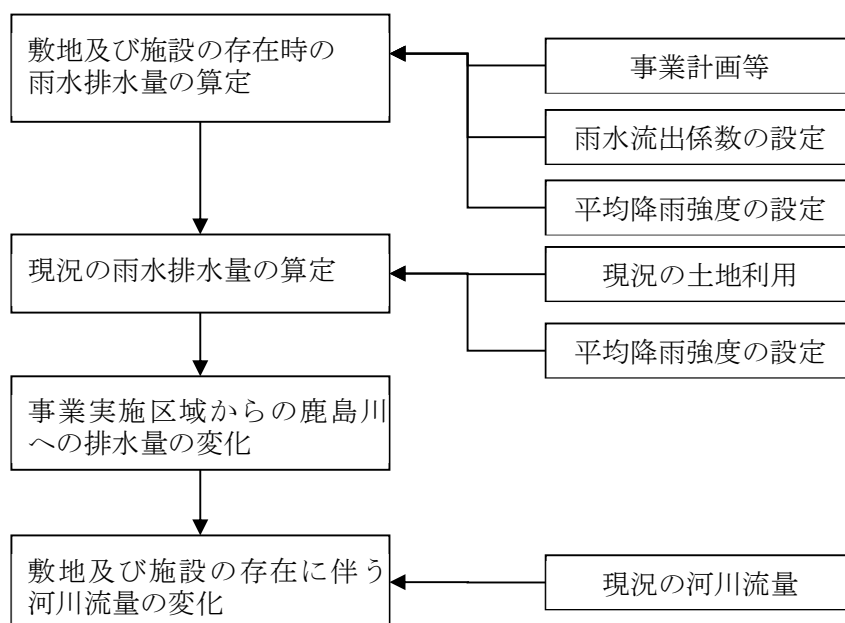 敷地及び施設の存在時の
雨水排水量の算定
事業計画等
雨水流出係数の設定
平均降雨強度の設定
現況の雨水排水量の算定
現況の土地利用
平均降雨強度の設定
事業実施区域からの鹿島川
への排水量の変化
敷地及び施設の存在に伴う
河川流量の変化
現況の河川流量